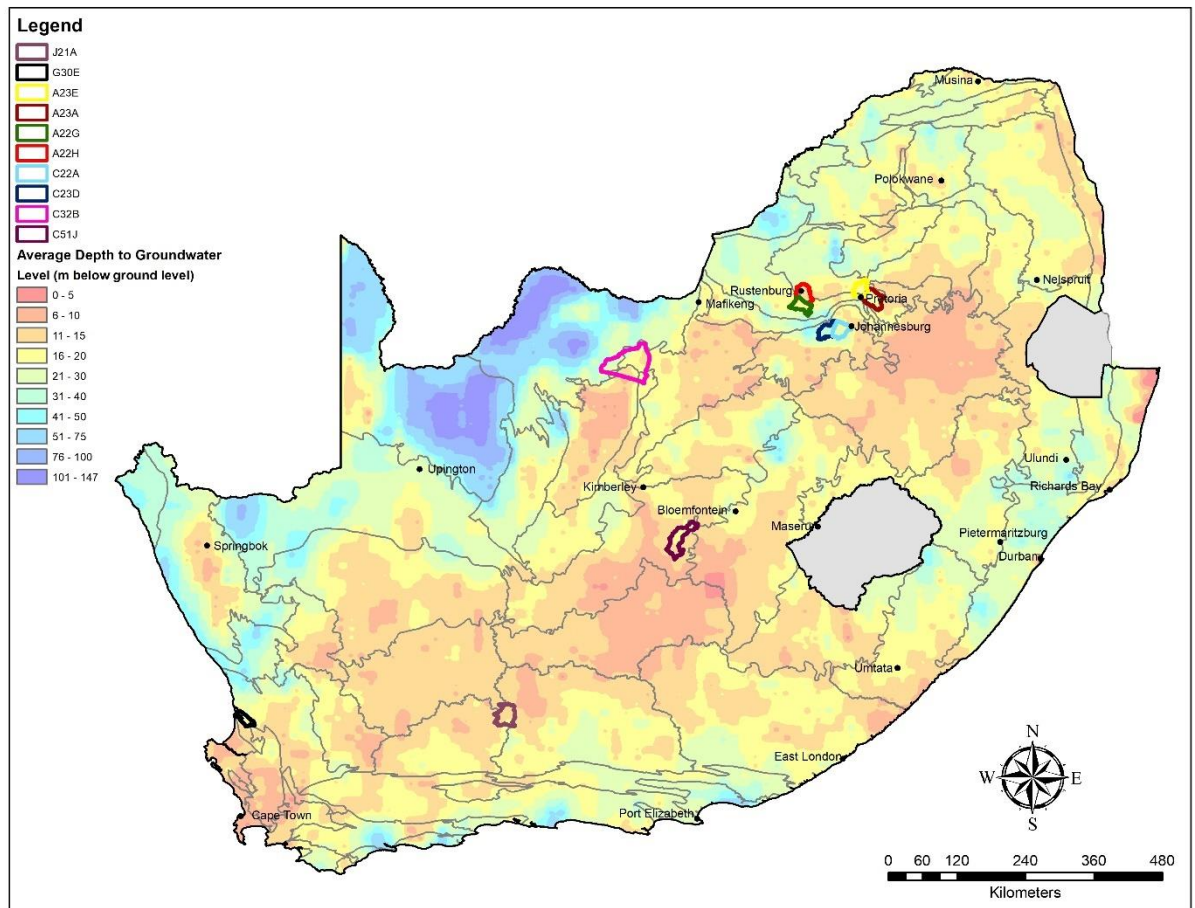 Legend
J21A
G30E
A23E
A23A
A22G
A22H
C22A
C23D
C32B
C51J
Average Depth to Groundwater
Level (m below ground level)
0 - 5
6 - 10
11 - 15
16 - 20
21 - 30
31 - 40
41 - 50
51 - 75
76 - 100
101 - 147
Musina
Polokwane
Nelspruit
Rustenburg
Pretoria
Mafikeng
Johannesburg
Ulundi
Upington
Kimberley
Richards Bay
Bloemfontein
Maseru
Pietermaritzburg
Springbok
Durban
Umtata
East London
Port Elizabeth
Cape Town
N
W
E
S
0 30 60 120 240 360 480
Kilometers